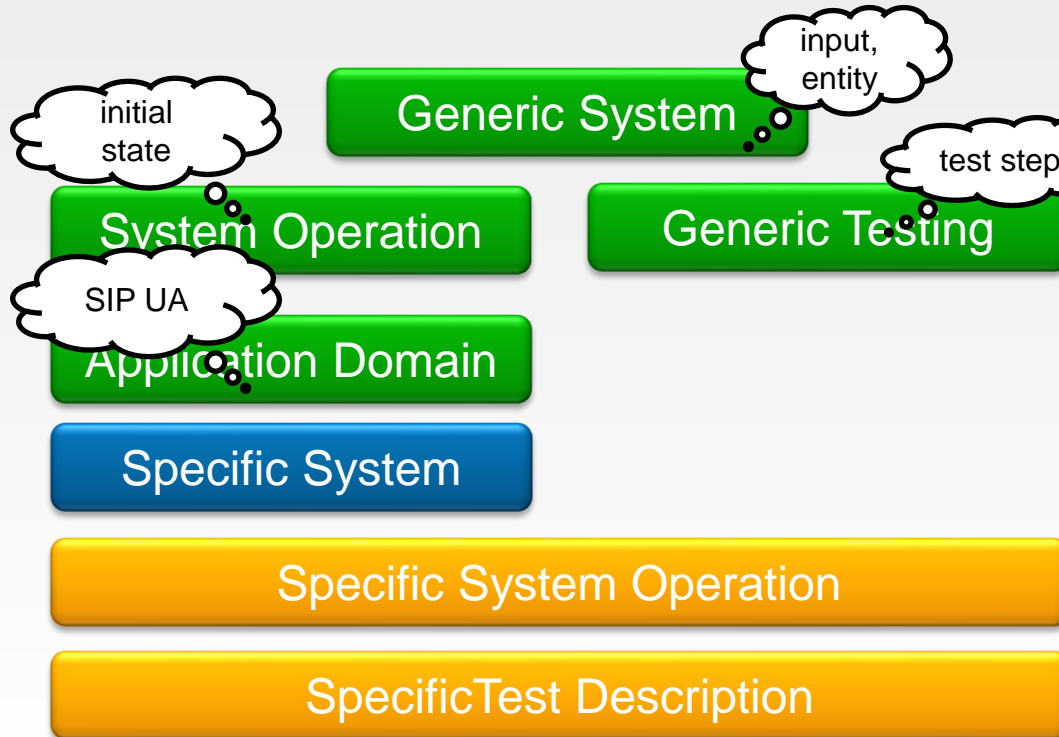 input,
entity
Generic System
initial
state
test step
System Operation
Generic Testing
SIP UA
Application Domain
Specific System
Specific System Operation
SpecificTest Description